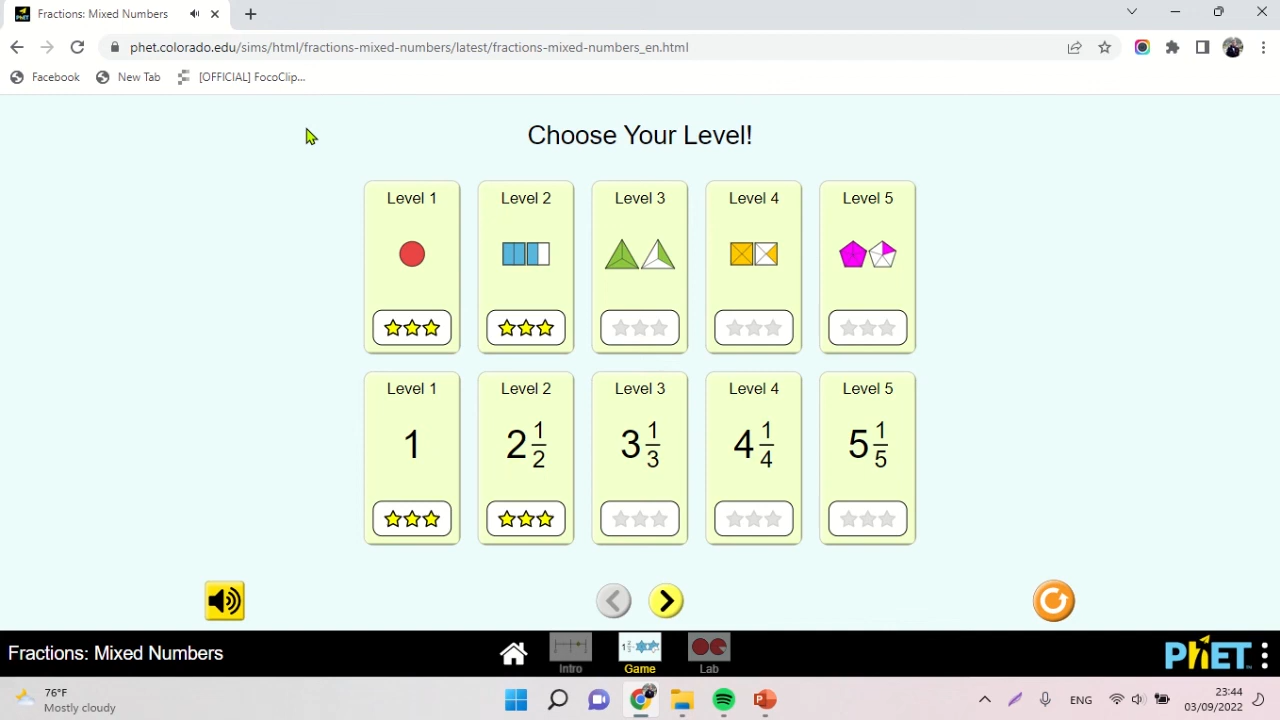 Fractions: Mixed Numbers
phet.colorado.edu/sims/html/fractions-mixed-numbers/latest/fractions-mixed-numbers_en.html
Facebook New Tab [OFFICIAL] FocoClip...
Choose Your Level!
Level 1 Level 2 Level 3 Level 4 Level 5
Level 1 Level 2 Level 3 Level 4 Level 5
1 2 1/2 3 1/3 4 1/4 5 1/5
Fractions: Mixed Numbers
Intro Game Lab
PhET
76°F
Mostly cloudy
ENG
23:44
03/09/2022